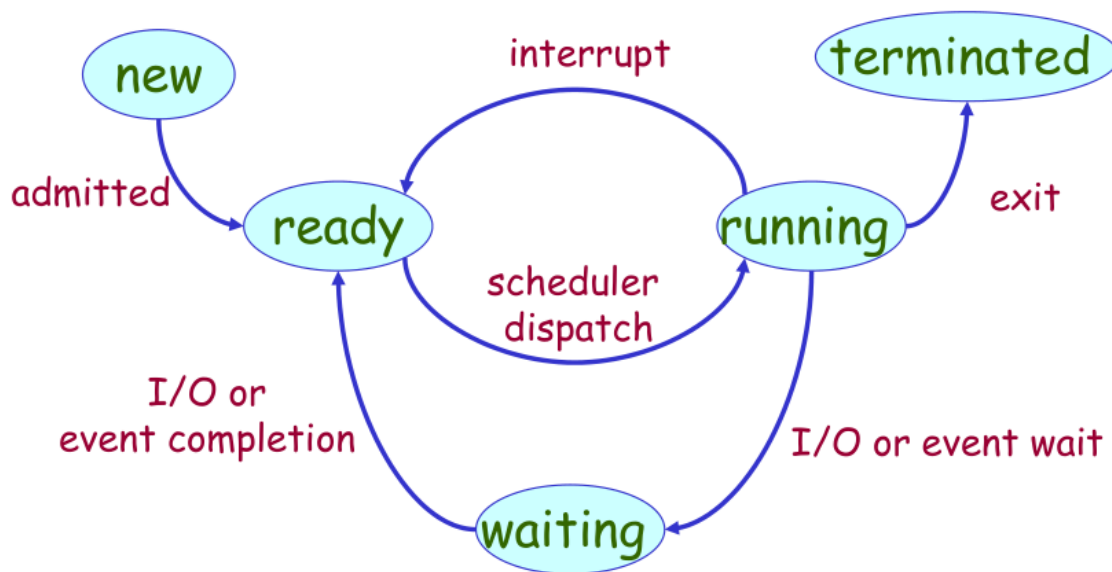 new
interrupt
terminated
admitted
ready
running
exit
scheduler
dispatch
I/O or
event completion
I/O or event wait
waiting